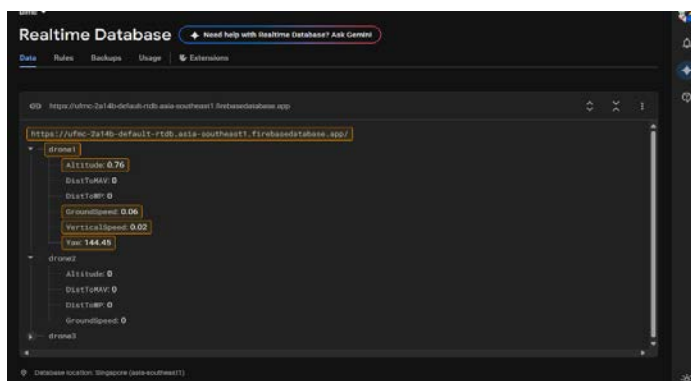 Realtime Database
Need help with Realtime Database? Ask Gemini
Data Rules Backups Usage Extensions
https://ufmc-2a14b-default-rtdb.asia-southeast1.firebasedatabase.app
https://ufmc-2a14b-default-rtdb.asia-southeast1.firebasedatabase.app/
drone1
Altitude: 0.76
DistToMAV: 0
DistToWP: 0
GroundSpeed: 0.06
VerticalSpeed: 0.02
Yaw: 144.45
drone2
Altitude: 0
DistToMAV: 0
DistToWP: 0
GroundSpeed: 0
drone3
Database location: Singapore (asia-southeast1)